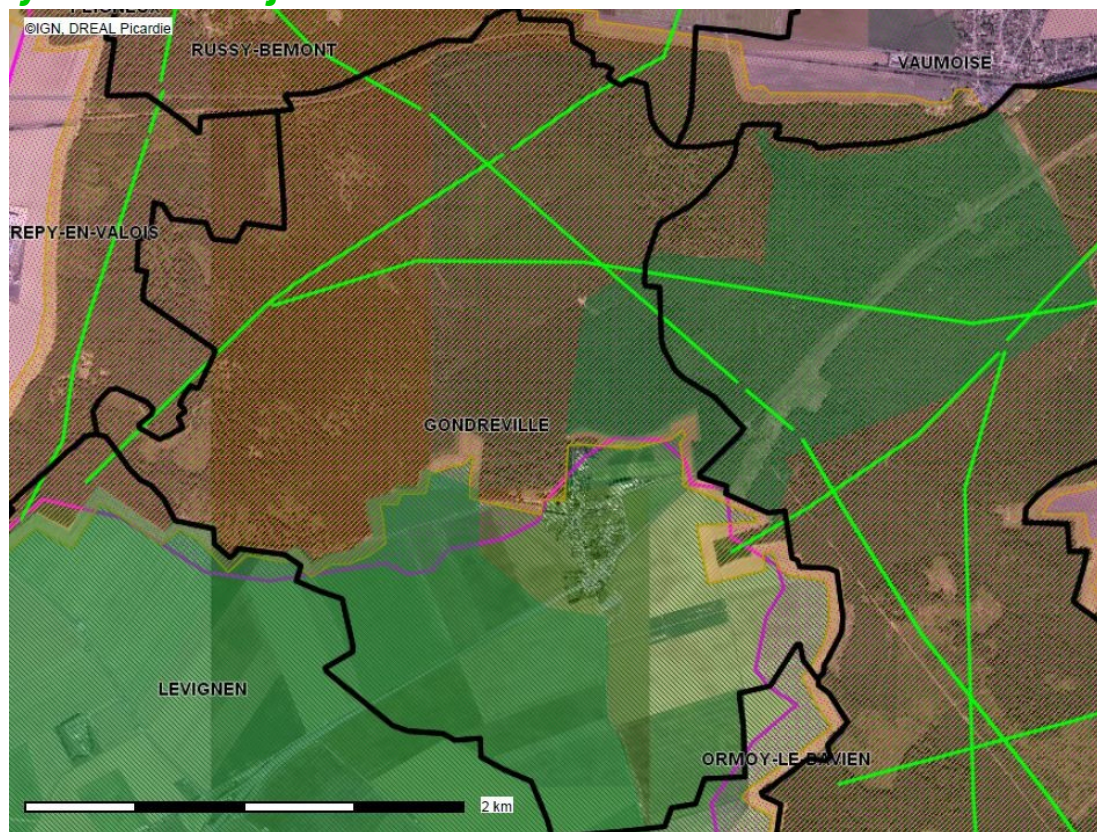 ©IGN, DREAL Picardie
RUSSY-BEMONT
VAUMOISE
REPY-EN-VALOIS
GONDREVILLE
LEVIGNEN
ORMOY-LE-DAVIEN
2 km